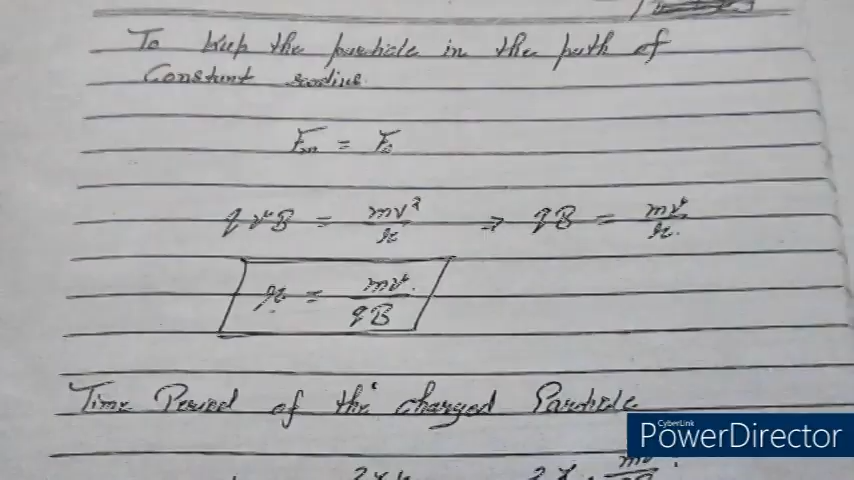 To keep the particle in the path of
Constant radius.
Fm = Fc
qvB = mv²/r ⇒ qB = mv/r.
r = mv/qB
Time Period of the charged Particle
CyberLink
PowerDirector